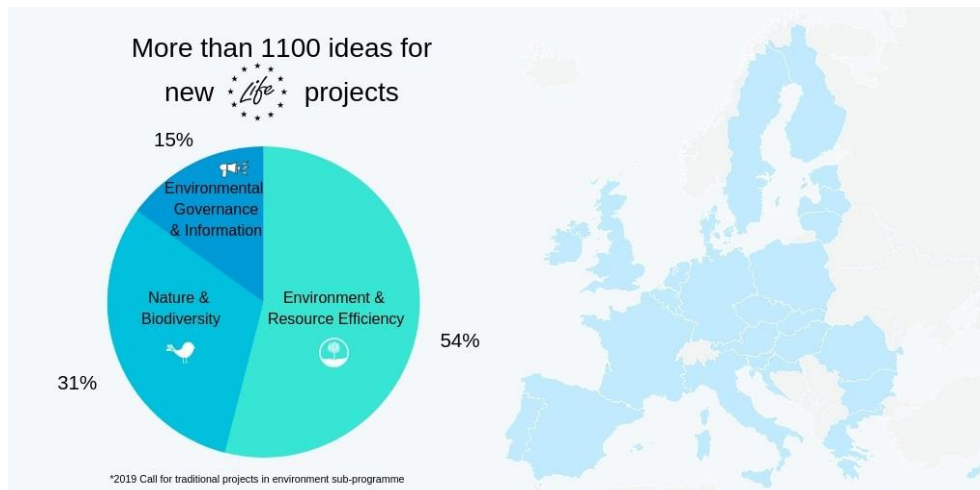 More than 1100 ideas for
new Life projects
15%
Environmental
Governance
& Information
Nature &
Biodiversity
Environment &
Resource Efficiency
54%
31%
*2019 Call for traditional projects in environment sub-programme